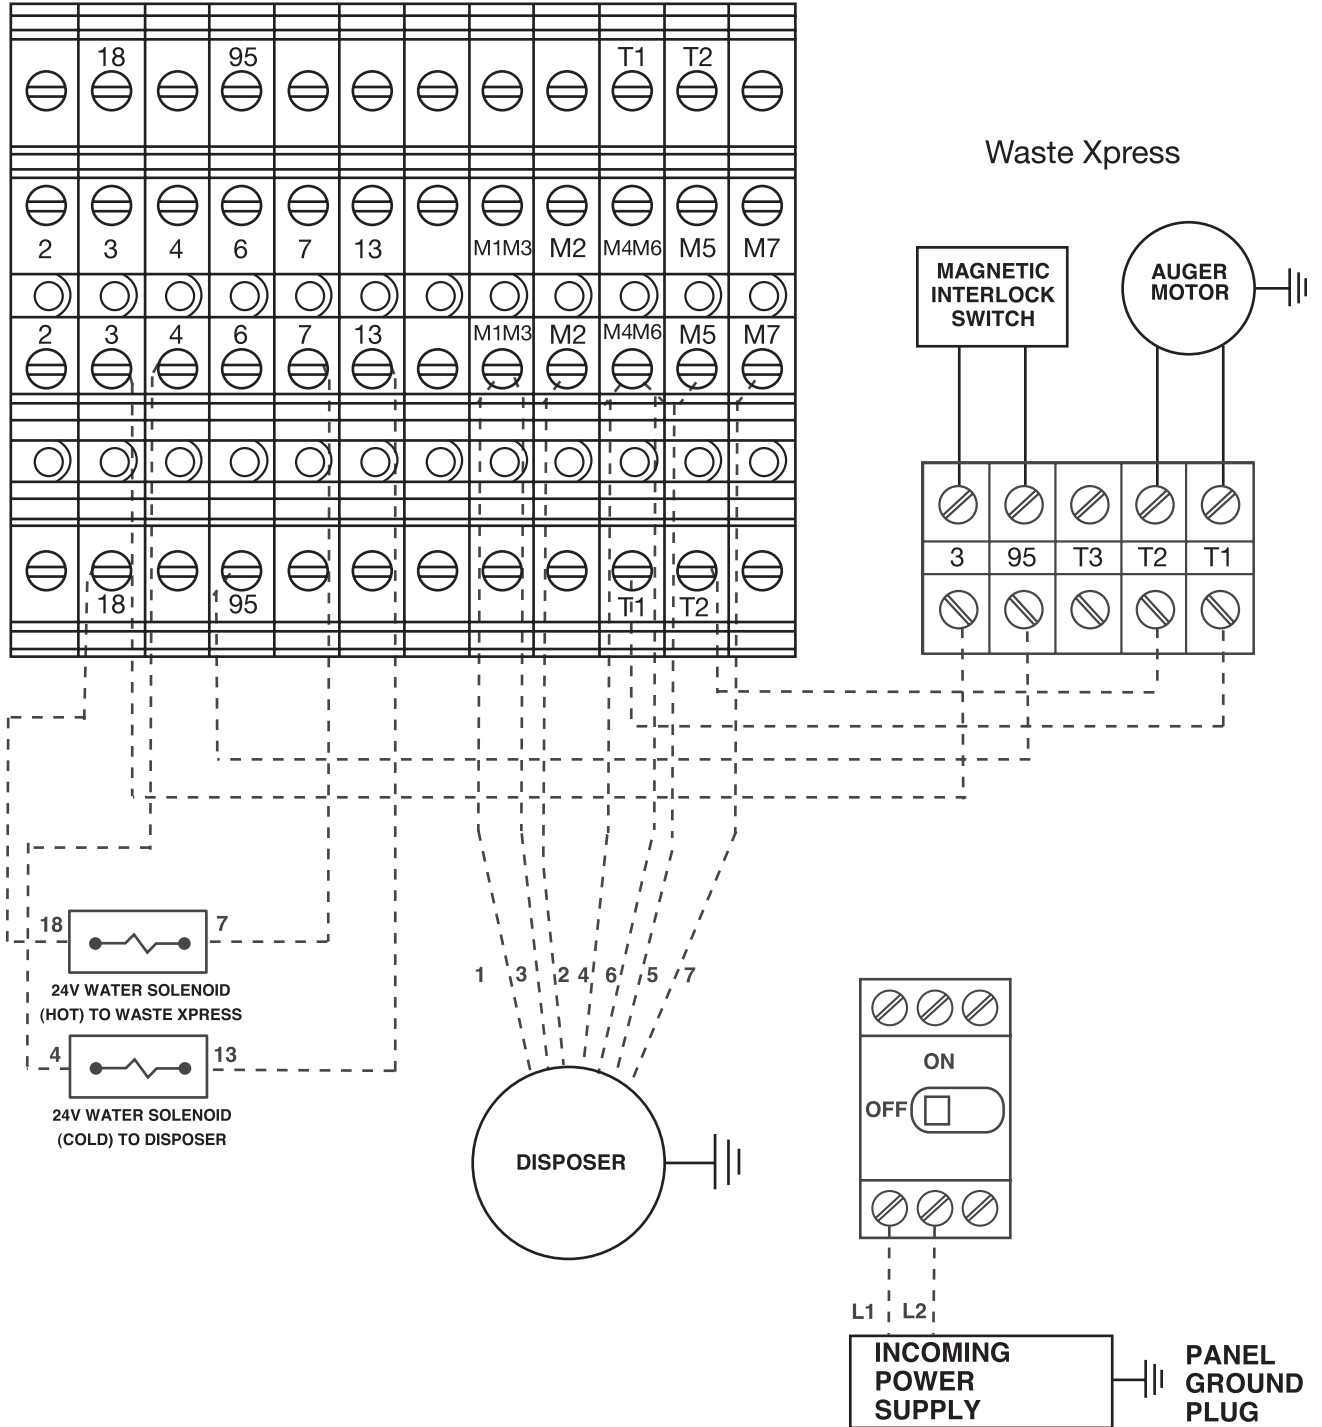 18 95 T1 T2
Waste Xpress
2 3 4 6 7 13 M1M3 M2 M4M6 M5 M7
MAGNETIC
INTERLOCK
SWITCH
AUGER
MOTOR
2 3 4 6 7 13 M1M3 M2 M4M6 M5 M7
3 95 T3 T2 T1
18 95 T1 T2
18 7
24V WATER SOLENOID
(HOT) TO WASTE XPRESS
4 13
24V WATER SOLENOID
(COLD) TO DISPOSER
1 3 2 4 6 5 7
DISPOSER
ON
OFF
L1 L2
INCOMING
POWER
SUPPLY
PANEL
GROUND
PLUG